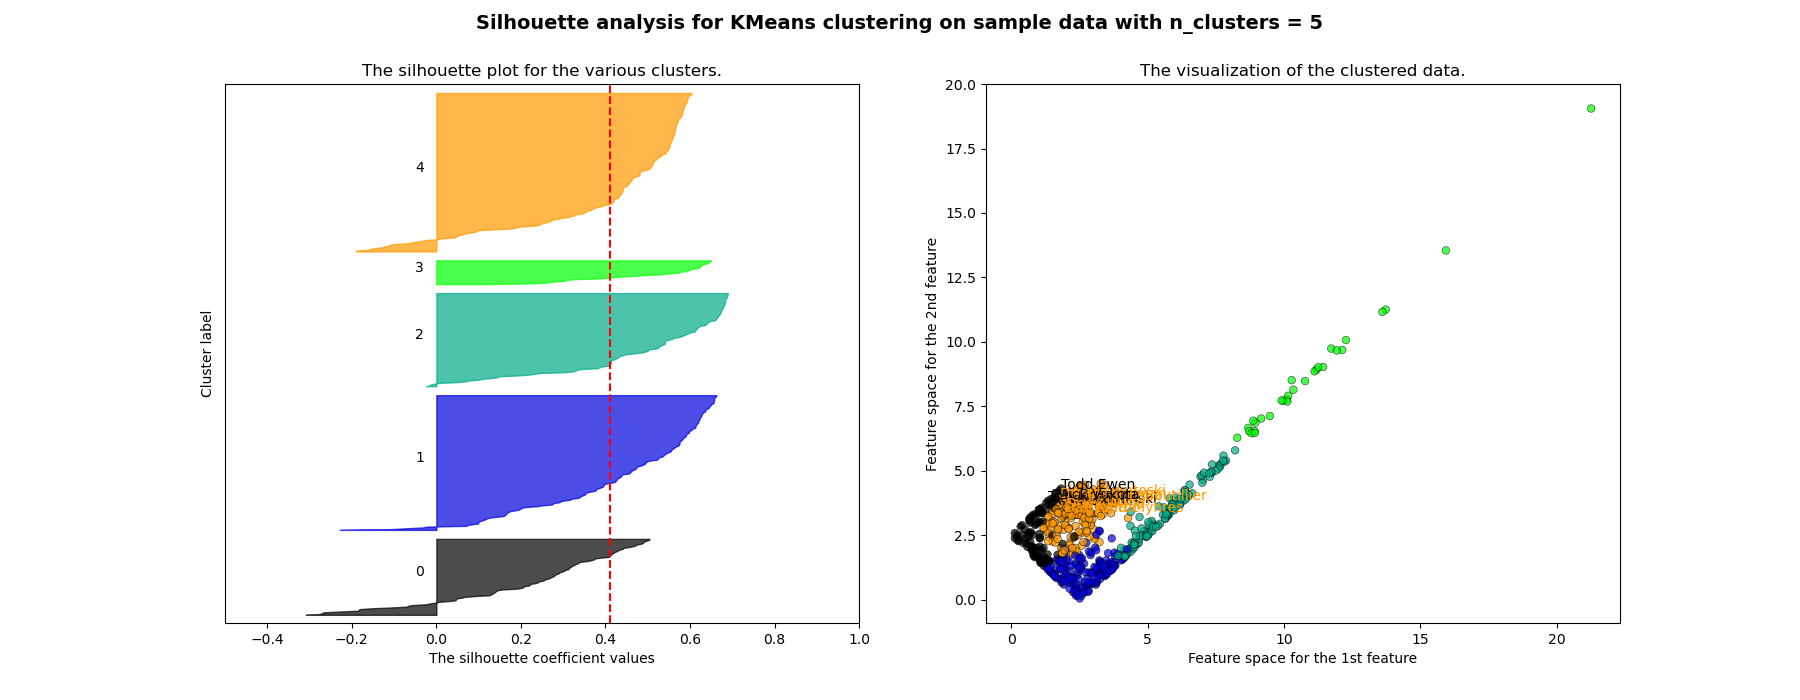 Silhouette analysis for KMeans clustering on sample data with n_clusters = 5
The silhouette plot for the various clusters.
4
3
2
1
0
Cluster label
−0.4 −0.2 0.0 0.2 0.4 0.6 0.8 1.0
The silhouette coefficient values
The visualization of the clustered data.
20.0
17.5
15.0
12.5
10.0
7.5
5.0
2.5
0.0
Feature space for the 2nd feature
Todd Ewen
0 5 10 15 20
Feature space for the 1st feature